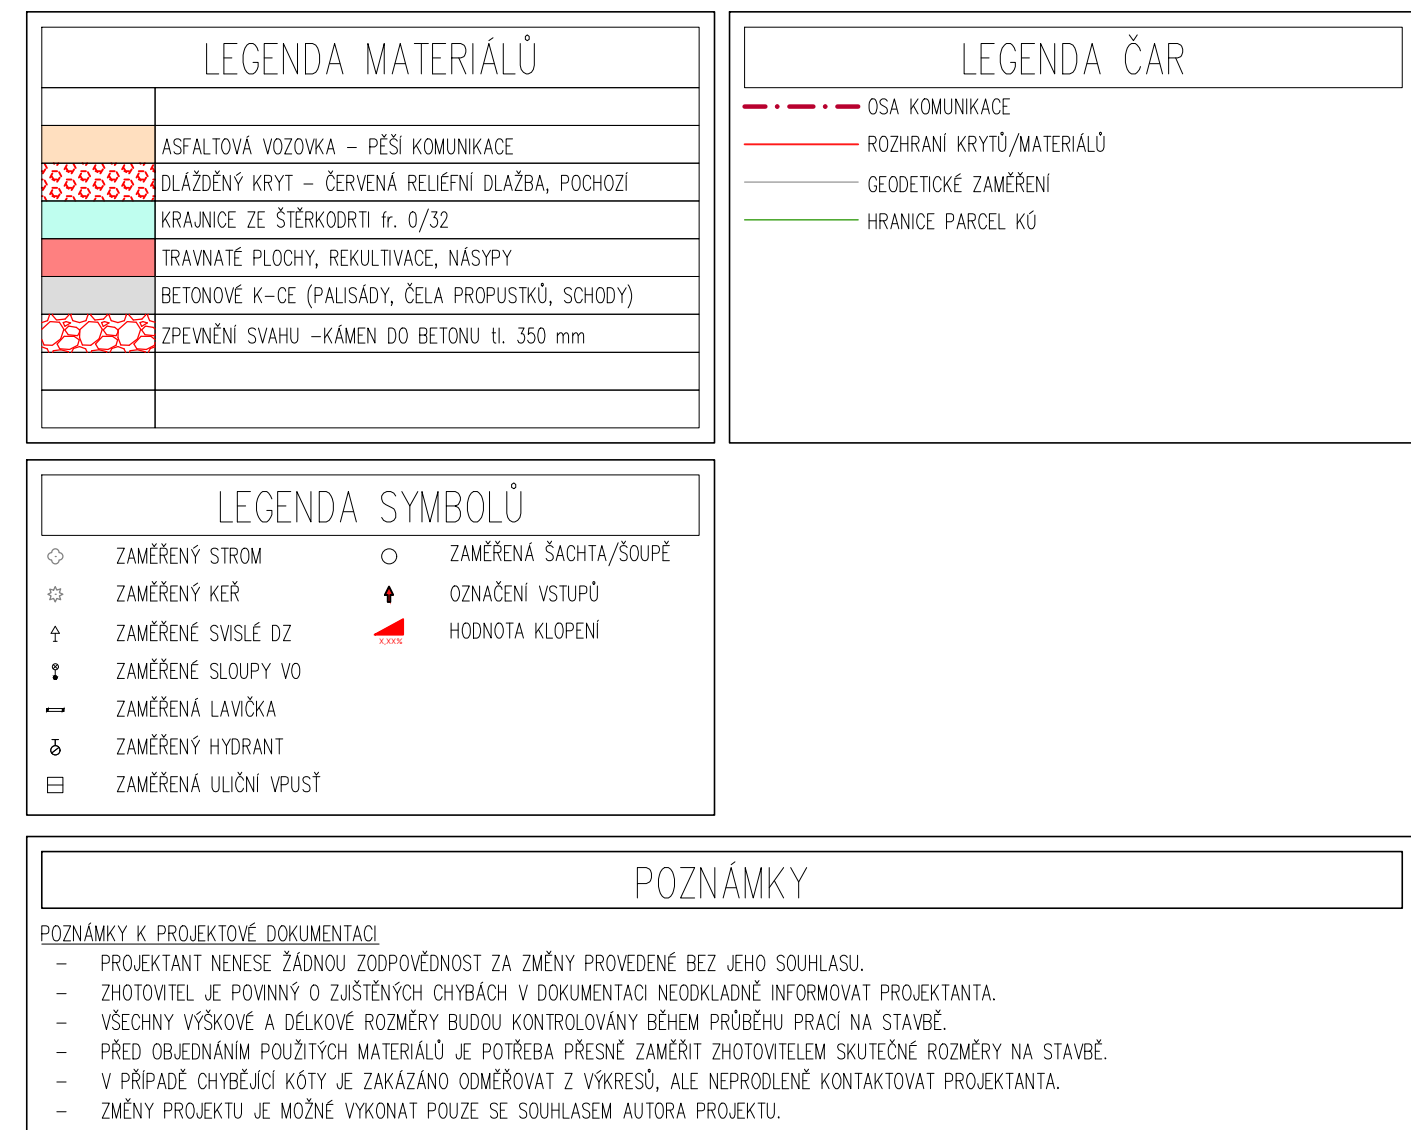 LEGENDA MATERIÁLŮ
ASFALTOVÁ VOZOVKA – PĚŠÍ KOMUNIKACE
DLÁŽDĚNÝ KRYT – ČERVENÁ RELIÉFNÍ DLAŽBA, POCHOZÍ
KRAJNICE ZE ŠTĚRKODRTI fr. 0/32
TRAVNATÉ PLOCHY, REKULTIVACE, NÁSYPY
BETONOVÉ K–CE (PALISÁDY, ČELA PROPUSTKŮ, SCHODY)
ZPEVNĚNÍ SVAHU –KÁMEN DO BETONU tl. 350 mm
LEGENDA ČAR
OSA KOMUNIKACE
ROZHRANÍ KRYTŮ/MATERIÁLŮ
GEODETICKÉ ZAMĚŘENÍ
HRANICE PARCEL KÚ
LEGENDA SYMBOLŮ
ZAMĚŘENÝ STROM
ZAMĚŘENÝ KEŘ
ZAMĚŘENÉ SVISLÉ DZ
ZAMĚŘENÉ SLOUPY VO
ZAMĚŘENÁ LAVIČKA
ZAMĚŘENÝ HYDRANT
ZAMĚŘENÁ ULIČNÍ VPUSŤ
ZAMĚŘENÁ ŠACHTA/ŠOUPĚ
OZNAČENÍ VSTUPŮ
X,XX%
HODNOTA KLOPENÍ
POZNÁMKY
POZNÁMKY K PROJEKTOVÉ DOKUMENTACI
– PROJEKTANT NENESE ŽÁDNOU ZODPOVĚDNOST ZA ZMĚNY PROVEDENÉ BEZ JEHO SOUHLASU.
– ZHOTOVITEL JE POVINNÝ O ZJIŠTĚNÝCH CHYBÁCH V DOKUMENTACI NEODKLADNĚ INFORMOVAT PROJEKTANTA.
– VŠECHNY VÝŠKOVÉ A DÉLKOVÉ ROZMĚRY BUDOU KONTROLOVÁNY BĚHEM PRŮBĚHU PRACÍ NA STAVBĚ.
– PŘED OBJEDNÁNÍM POUŽITÝCH MATERIÁLŮ JE POTŘEBA PŘESNĚ ZAMĚŘIT ZHOTOVITELEM SKUTEČNÉ ROZMĚRY NA STAVBĚ.
– V PŘÍPADĚ CHYBĚJÍCÍ KÓTY JE ZAKÁZÁNO ODMĚŘOVAT Z VÝKRESŮ, ALE NEPRODLENĚ KONTAKTOVAT PROJEKTANTA.
– ZMĚNY PROJEKTU JE MOŽNÉ VYKONAT POUZE SE SOUHLASEM AUTORA PROJEKTU.